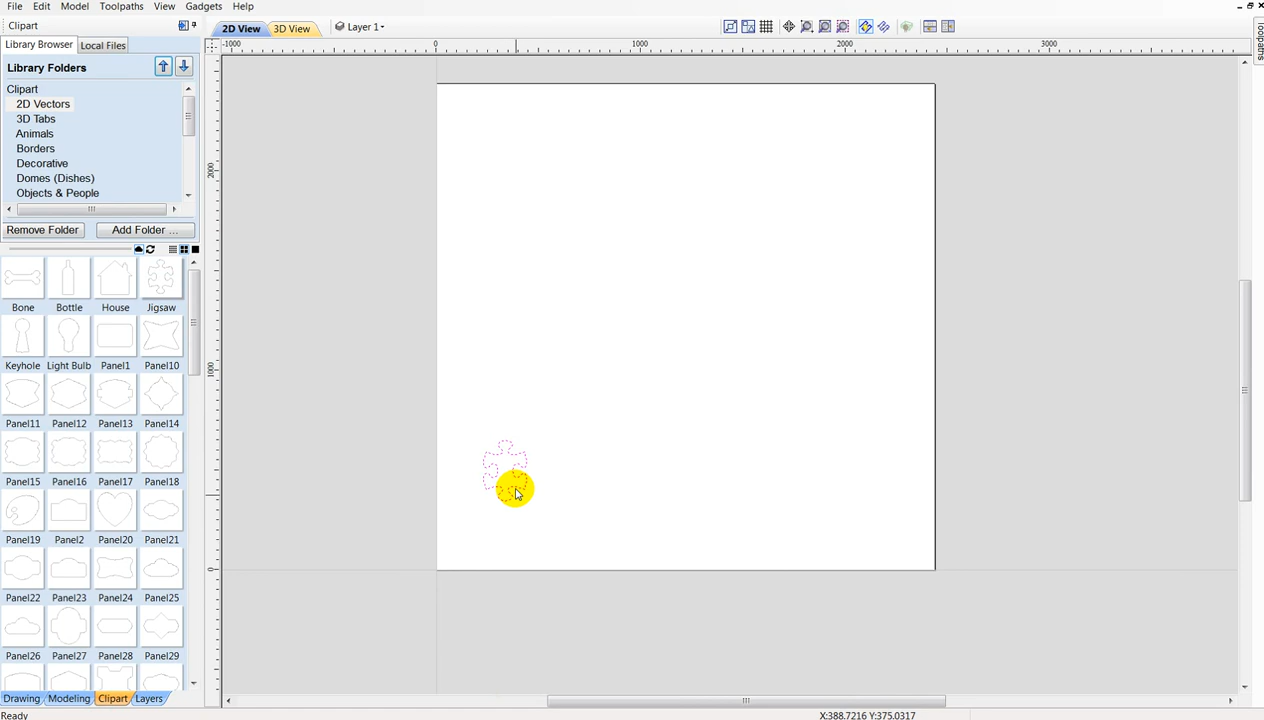 File Edit Model Toolpaths View Gadgets Help
Clipart
2D View 3D View Layer 1
Library Browser Local Files
-1000 0 1000 2000 3000
Library Folders
Clipart
2D Vectors
3D Tabs
Animals
Borders
Decorative
Domes (Dishes)
Objects & People
Remove Folder Add Folder ...
Bone Bottle House Jigsaw
Keyhole Light Bulb Panel1 Panel10
Panel11 Panel12 Panel13 Panel14
Panel15 Panel16 Panel17 Panel18
Panel19 Panel2 Panel20 Panel21
Panel22 Panel23 Panel24 Panel25
Panel26 Panel27 Panel28 Panel29
2000
1000
0
Toolpaths
Drawing Modeling Clipart Layers
Ready X:388.7216 Y:375.0317